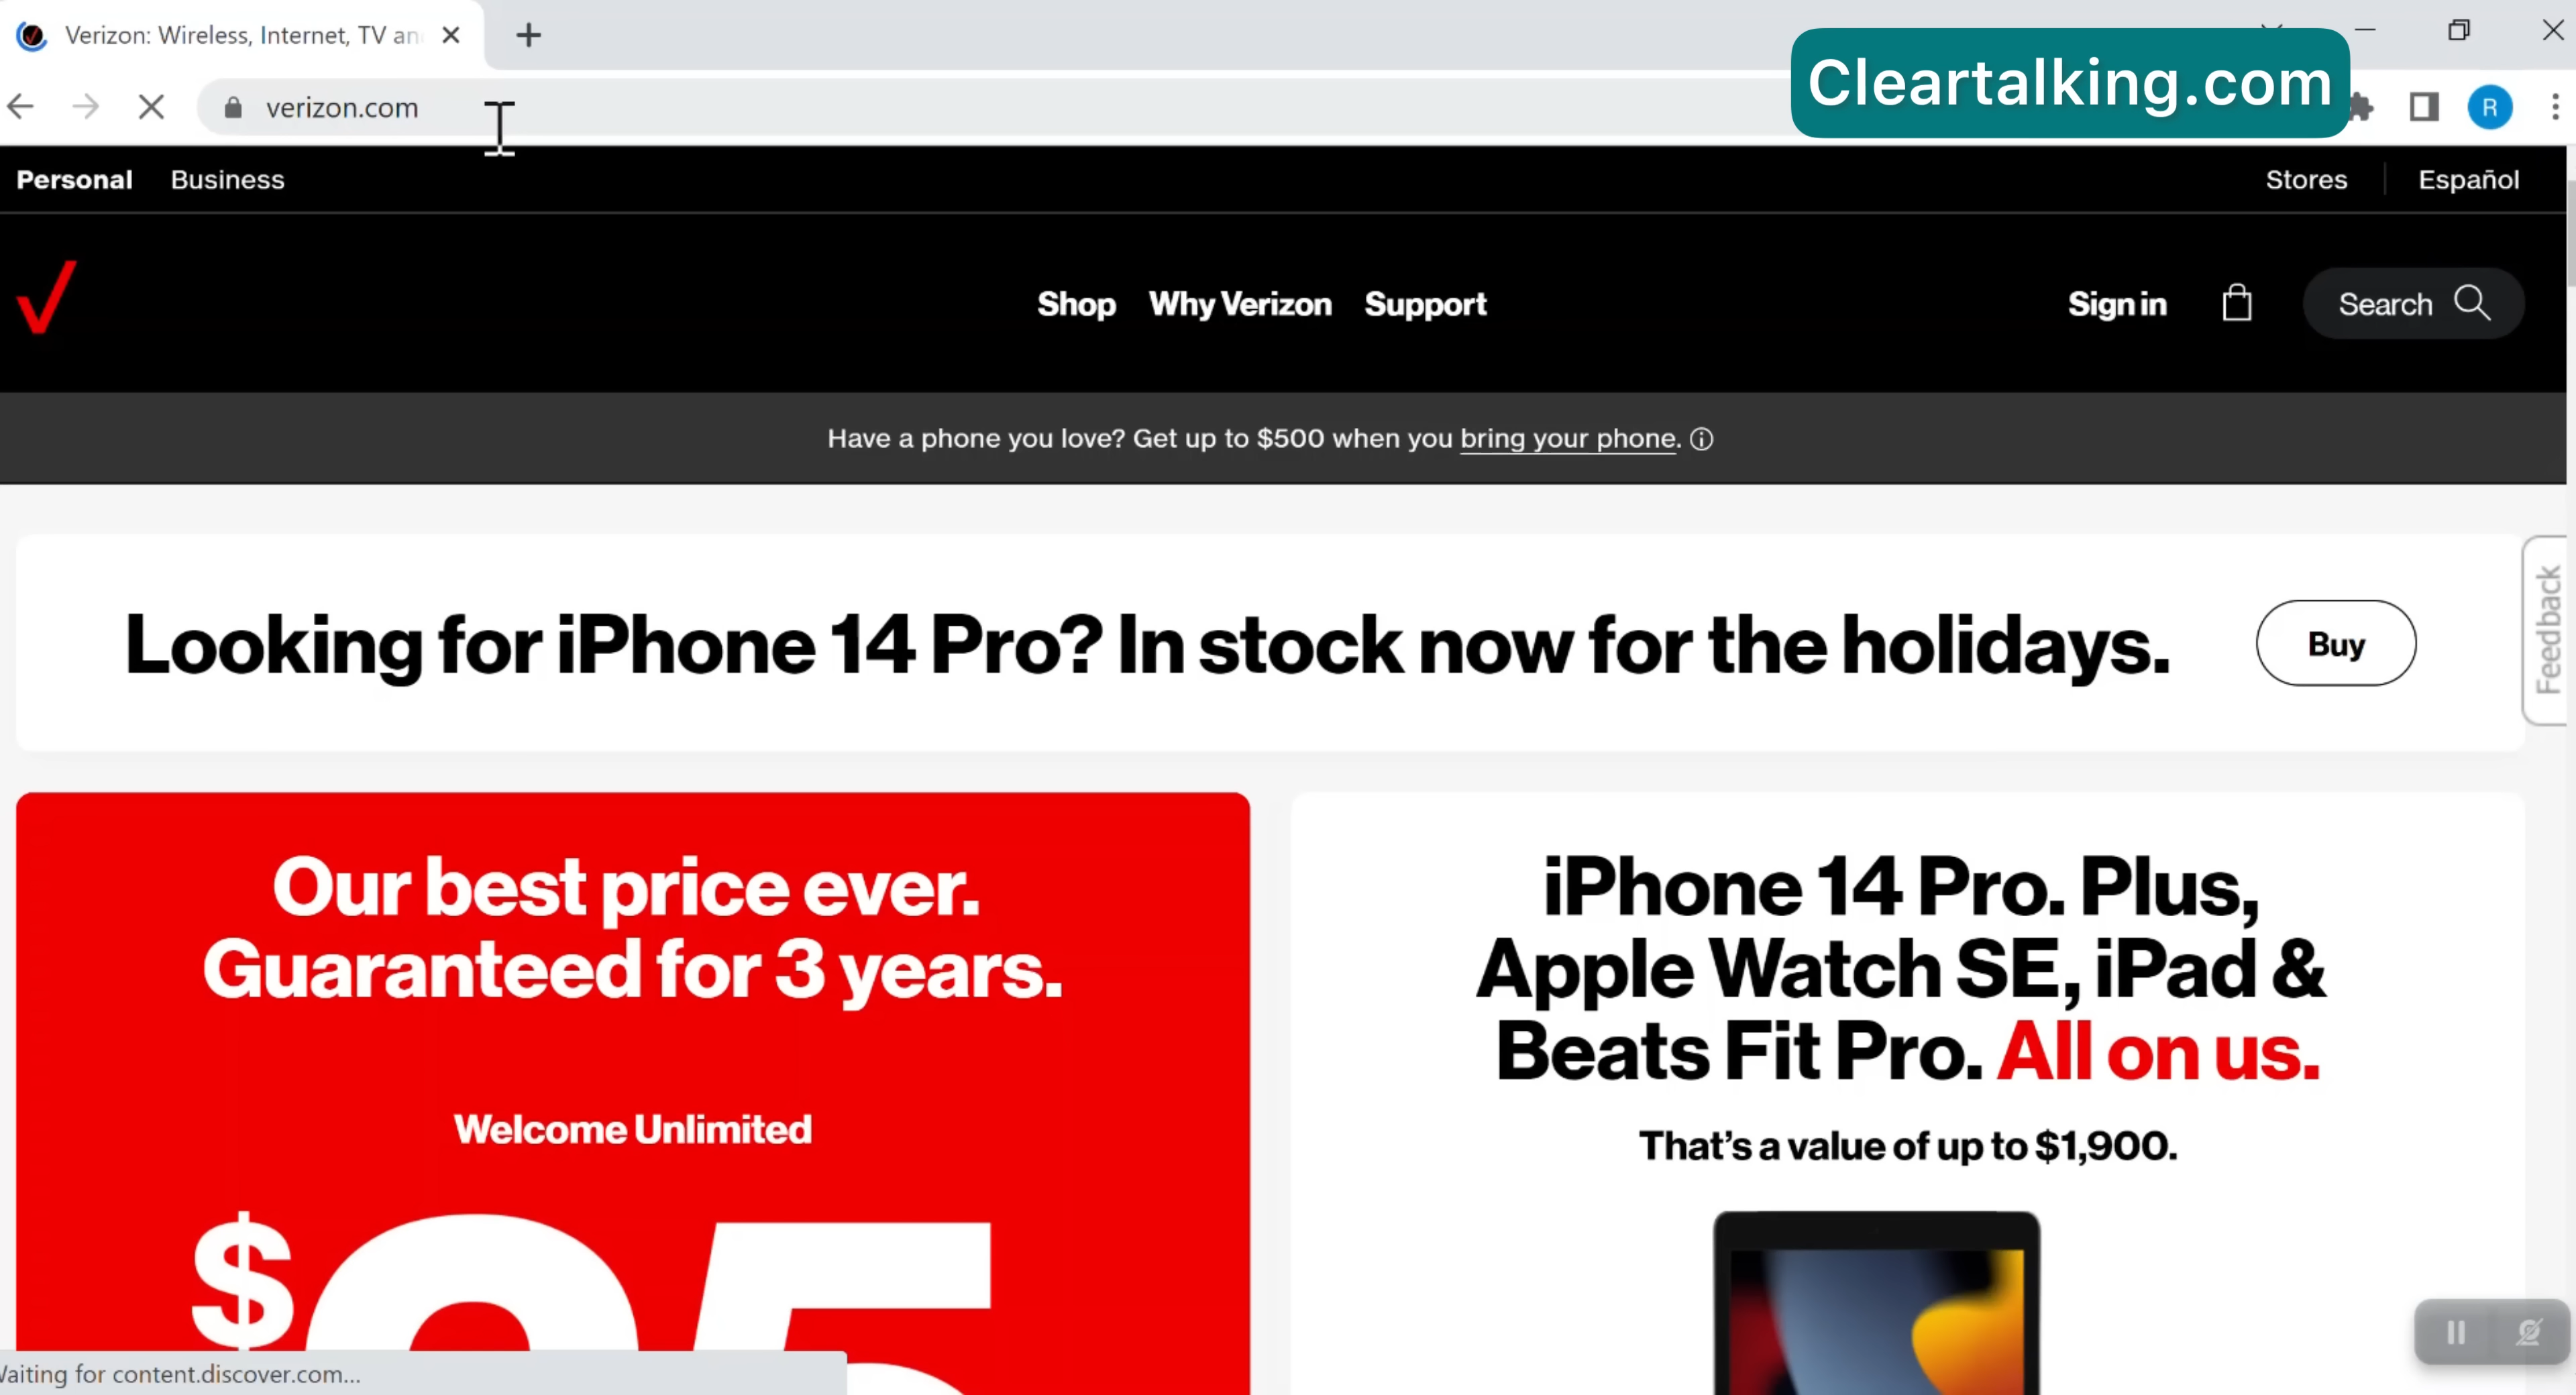 Verizon: Wireless, Internet, TV an
Cleartalking.com
verizon.com
R
Personal Business Stores Español
Shop Why Verizon Support Sign in Search
Have a phone you love? Get up to $500 when you bring your phone.
Looking for iPhone 14 Pro? In stock now for the holidays. Buy
Feedback
Our best price ever.
Guaranteed for 3 years.
Welcome Unlimited
$
iPhone 14 Pro. Plus,
Apple Watch SE, iPad &
Beats Fit Pro. All on us.
That's a value of up to $1,900.
aiting for content.discover.com...